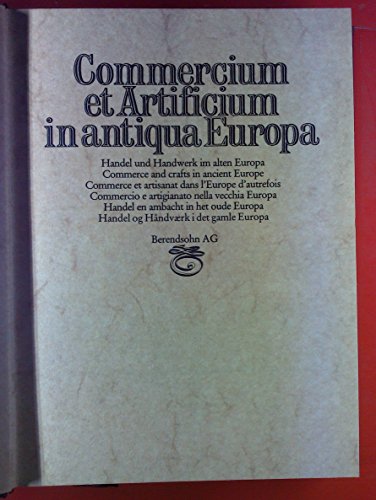 Commercium
et Artificium
in antiqua Europa
Handel und Handwerk im alten Europa
Commerce and crafts in ancient Europe
Commerce et artisanat dans l'Europe d'autrefois
Commercio e artigianato nella vecchia Europa
Handel en ambacht in het oude Europa
Handel og Håndværk i det gamle Europa
Berendsohn AG